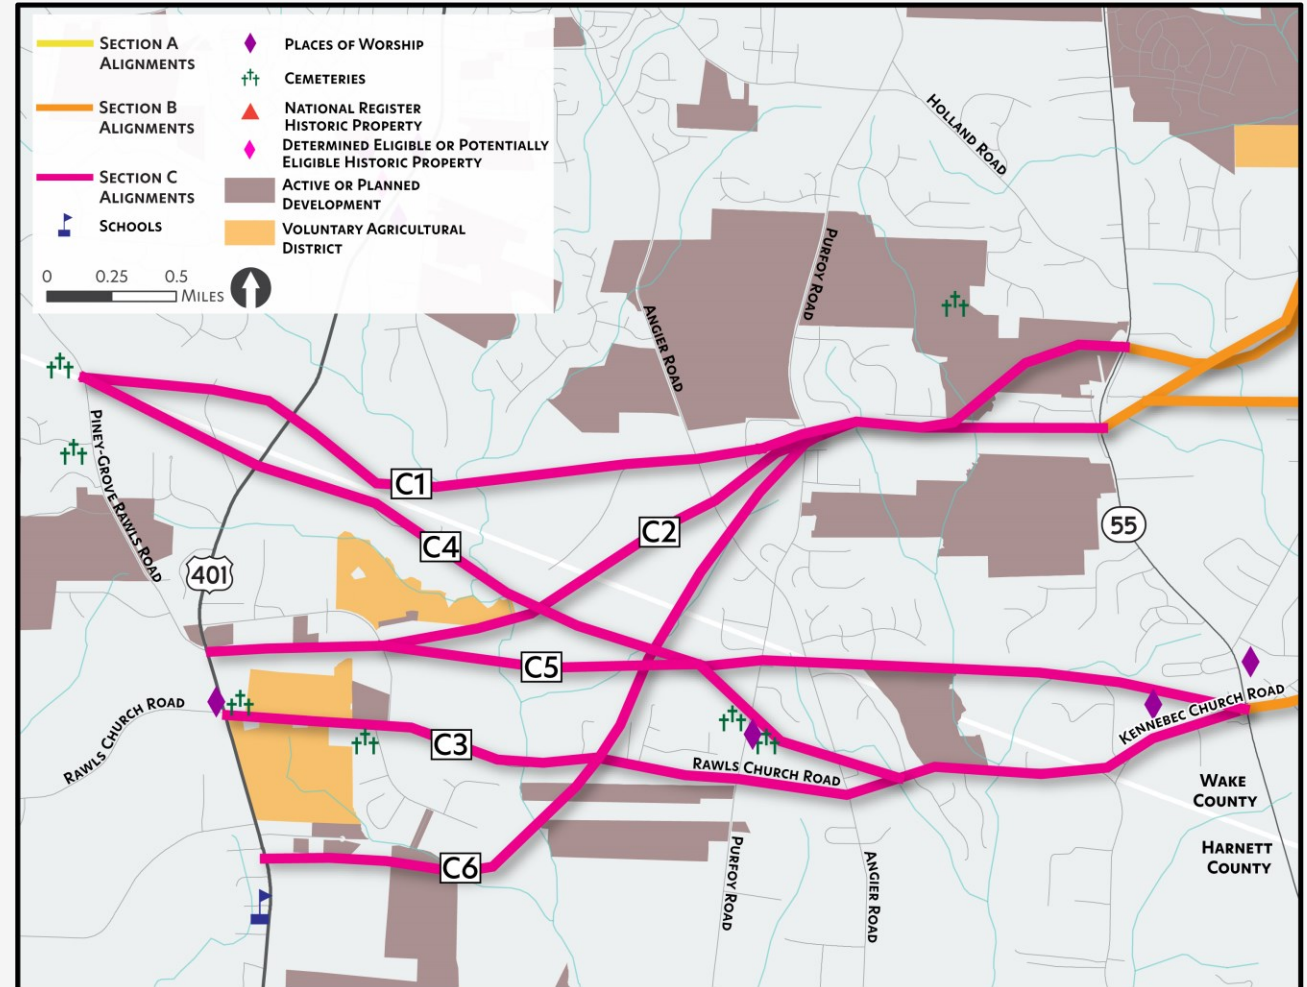 Section A
Alignments
Section B
Alignments
Section C
Alignments
Schools
Places of Worship
Cemeteries
National Register
Historic Property
Determined Eligible or Potentially
Eligible Historic Property
Active or Planned
Development
Voluntary Agricultural
District
0 0.25 0.5
Miles
Holland Road
Purfoy Road
Angier Road
Piney-Grove Rawls Road
C1
C2
C4
55
401
C5
Rawls Church Road
Kennebec Church Road
C3
Rawls Church Road
Wake
County
Harnett
County
C6
Purfoy Road
Angier Road